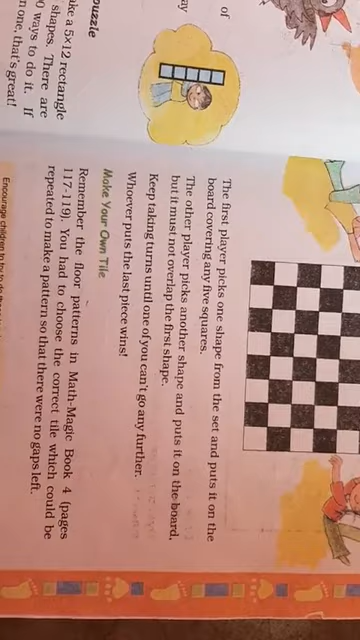 of
ay
The first player picks one shape from the set and puts it on the
board covering any five squares.
The other player picks another shape and puts it on the board,
but it must not overlap the first shape.
Keep taking turns until one of you can't go any further.
Whoever puts the last piece wins!
puzzle
ke a 5x12 rectangle
shapes. There are
0 ways to do it. If
n one, that's great!
Make Your Own Tile
Remember the floor patterns in Math-Magic Book 4 (pages
117-119). You had to choose the correct tile which could be
repeated to make a pattern so that there were no gaps left.
Encourage children to try to do these